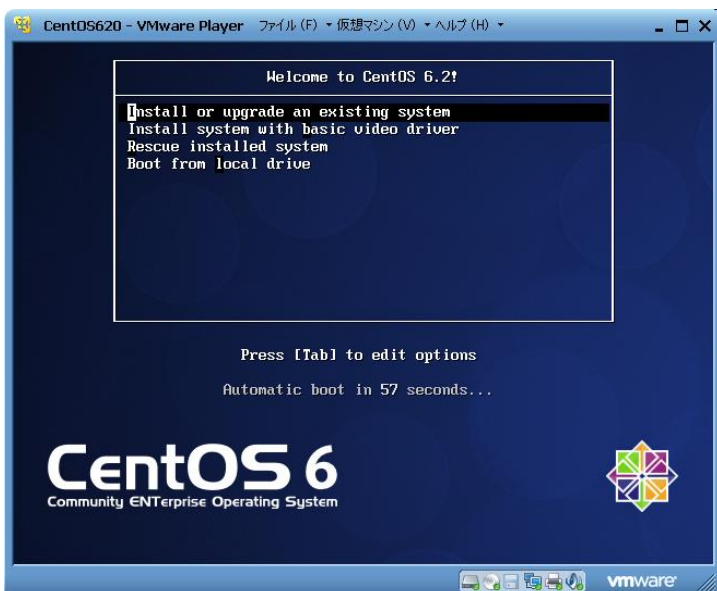 CentOS620 - VMware Player ファイル(F) ▾ 仮想マシン(V) ▾ ヘルプ(H) ▾
Welcome to CentOS 6.2!
Install or upgrade an existing system
Install system with basic video driver
Rescue installed system
Boot from local drive
Press [Tab] to edit options
Automatic boot in 57 seconds...
CentOS 6
Community ENTerprise Operating System
vmware